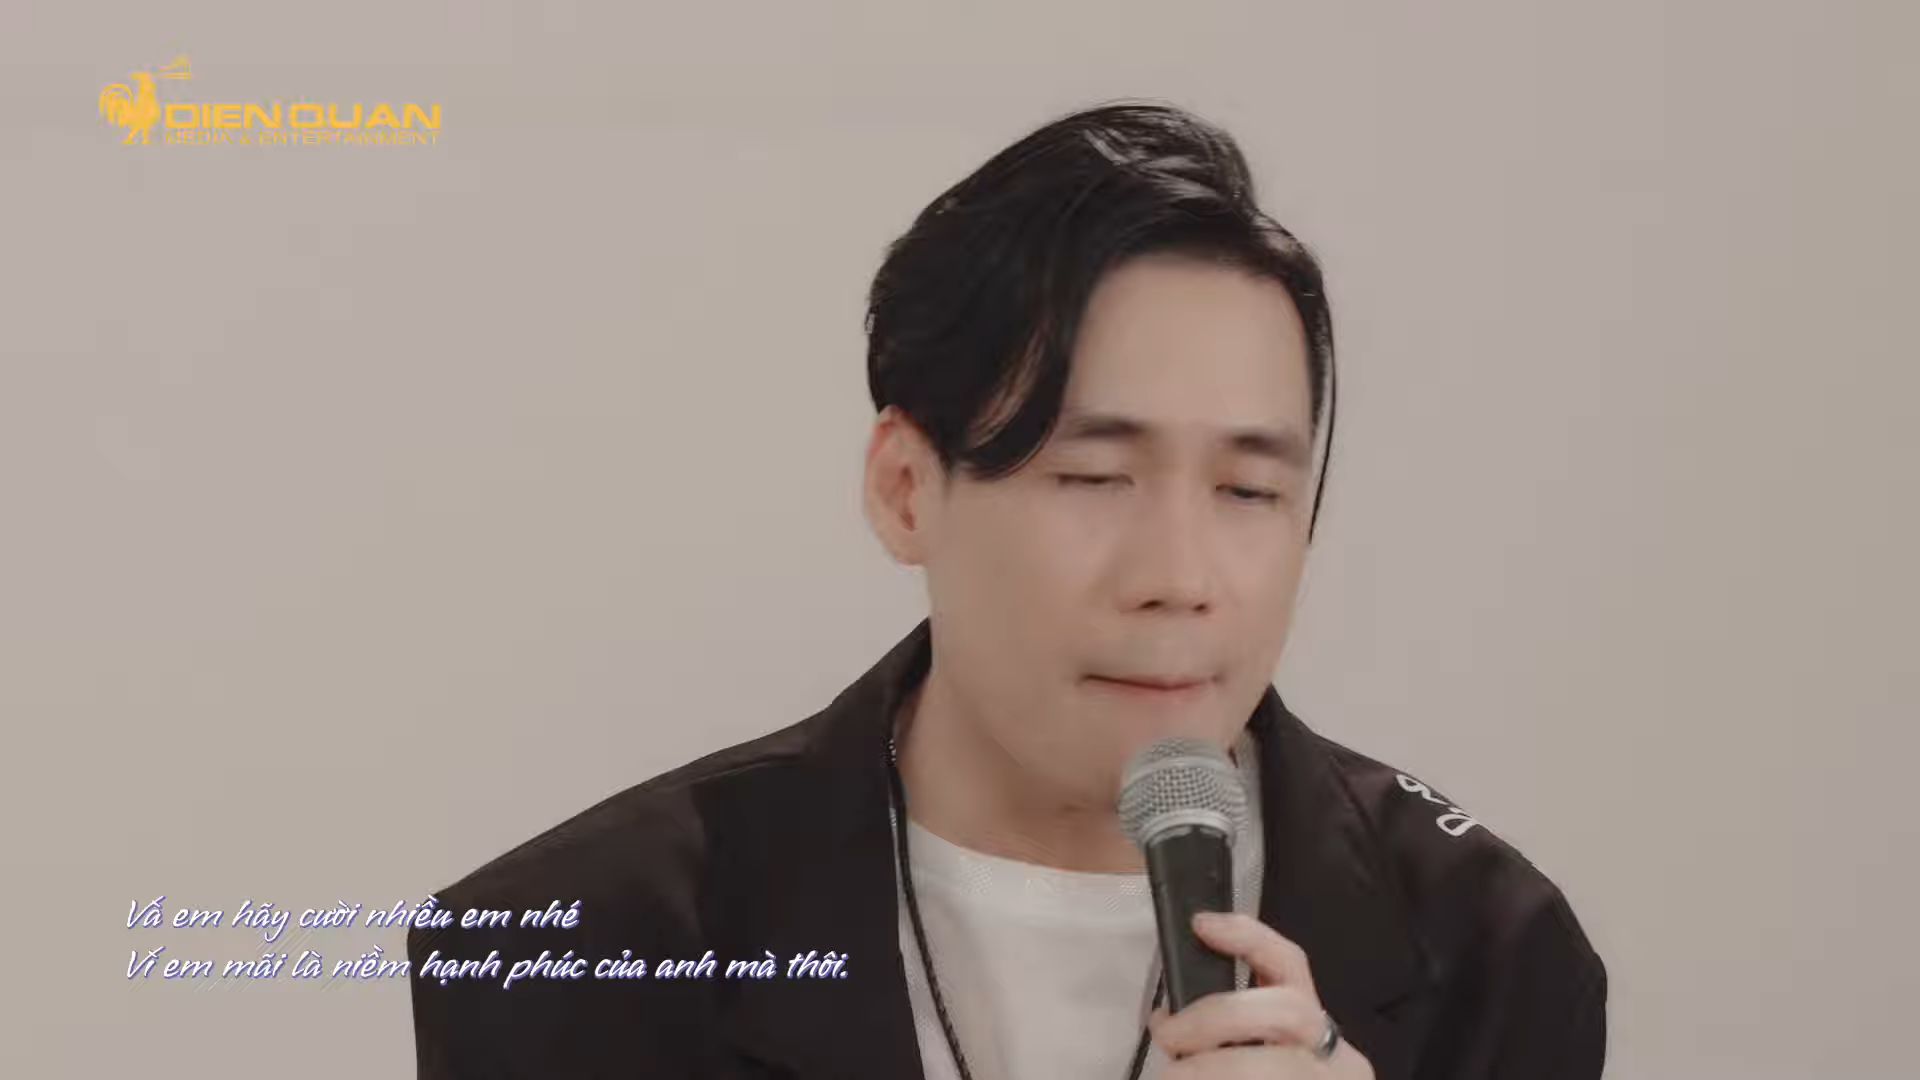 DIEN QUAN
MEDIA & ENTERTAINMENT
Vả em hãy cười nhiều em nhé
Vì em mãi là niềm hạnh phúc của anh mà thôi.